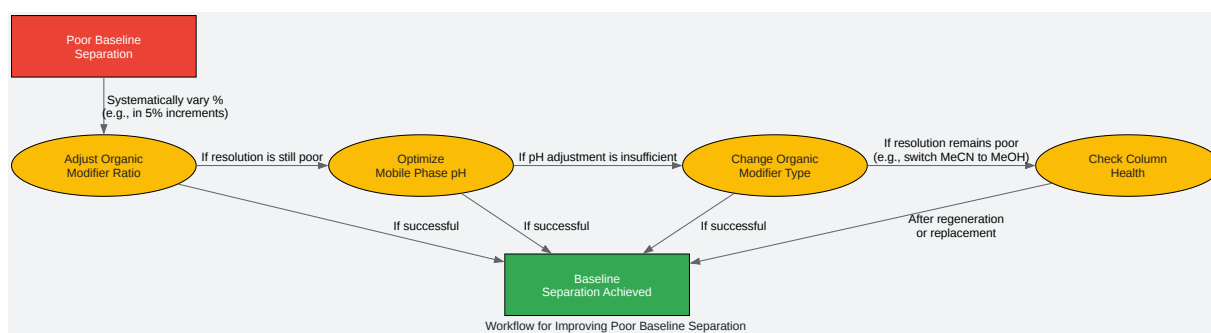 Poor Baseline
Separation
Systematically vary %
(e.g., in 5% increments)
Adjust Organic
Modifier Ratio
If resolution is still poor
Optimize
Mobile Phase pH
If pH adjustment is insufficient
Change Organic
Modifier Type
If resolution remains poor
(e.g., switch MeCN to MeOH)
Check Column
Health
If successful
If successful
If successful
After regeneration
or replacement
Baseline
Separation Achieved
Workflow for Improving Poor Baseline Separation